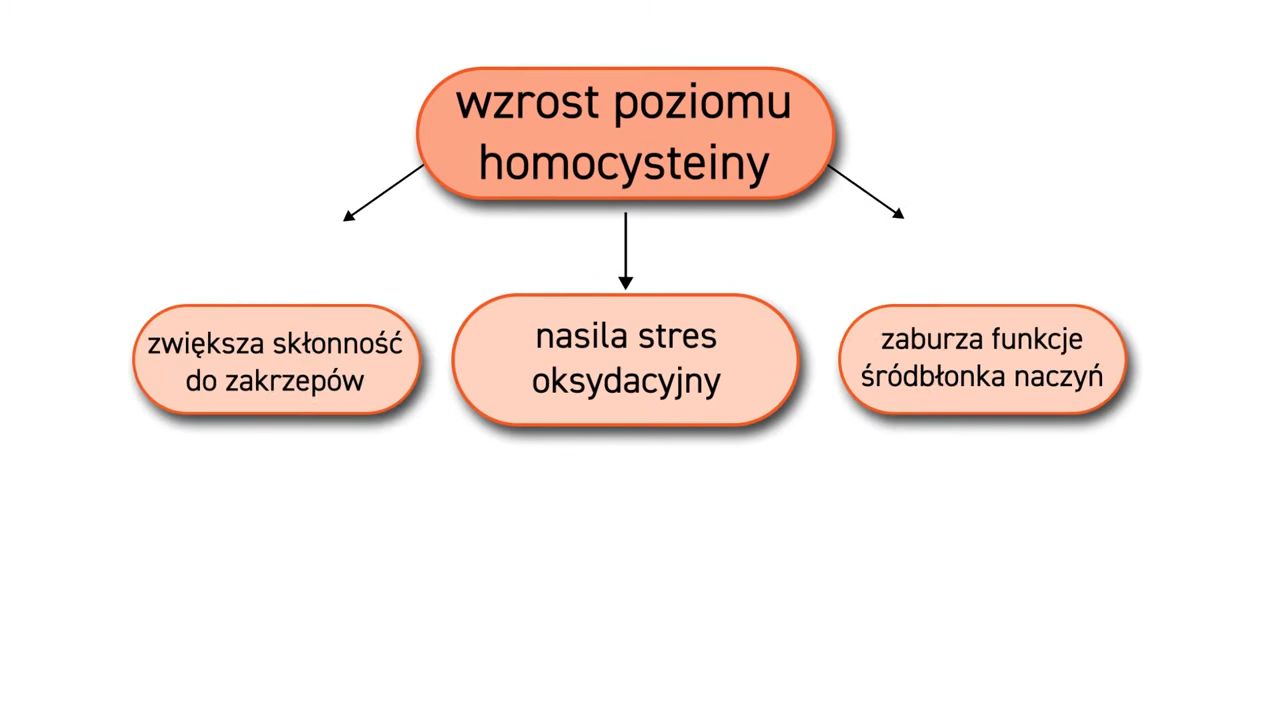 wzrost poziomu
homocysteiny
zwiększa skłonność
do zakrzepów
nasila stres
oksydacyjny
zaburza funkcje
śródbłonka naczyń